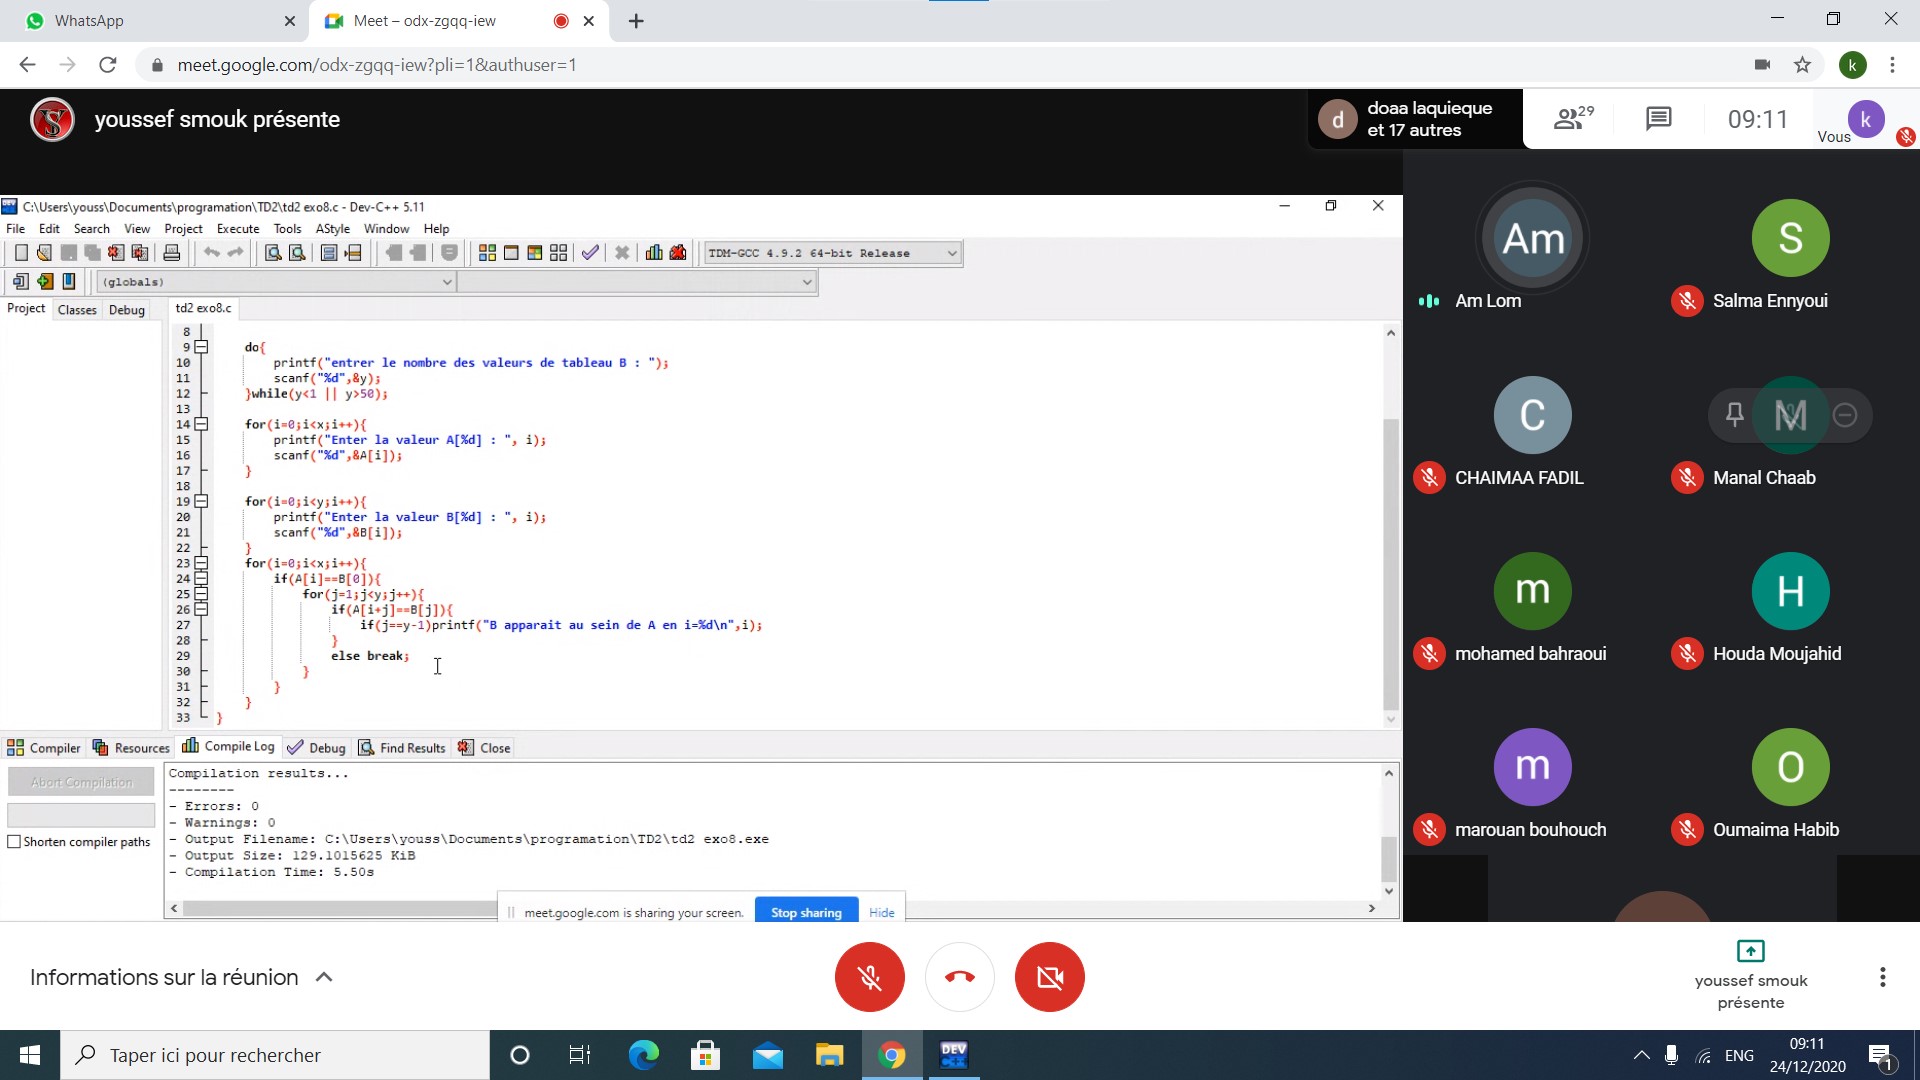 WhatsApp
Meet – odx-zgqq-iew
meet.google.com/odx-zgqq-iew?pli=1&authuser=1
k
youssef smouk présente
d
doaa laquieque
et 17 autres
29
09:11
Vous
k
C:\Users\youss\Documents\programation\TD2\td2 exo8.c - Dev-C++ 5.11
File Edit Search View Project Execute Tools AStyle Window Help
TDM-GCC 4.9.2 64-bit Release
(globals)
Project Classes Debug
td2 exo8.c
8
9 do{
10 printf("entrer le nombre des valeurs de tableau B : ");
11 scanf("%d",&y);
12 }while(y<1 || y>50);
13
14 for(i=0;i<x;i++){
15 printf("Enter la valeur A[%d] : ", i);
16 scanf("%d",&A[i]);
17 }
18
19 for(i=0;i<y;i++){
20 printf("Enter la valeur B[%d] : ", i);
21 scanf("%d",&B[i]);
22 }
23 for(i=0;i<x;i++){
24 if(A[i]==B[0]){
25 for(j=1;j<y;j++){
26 if(A[i+j]==B[j]){
27 if(j==y-1)printf("B apparait au sein de A en i=%d\n",i);
28 }
29 else break;
30 }
31 }
32 }
33 }
Compiler Resources Compile Log Debug Find Results Close
Abort Compilation
Shorten compiler paths
Compilation results...
--------
- Errors: 0
- Warnings: 0
- Output Filename: C:\Users\youss\Documents\programation\TD2\td2 exo8.exe
- Output Size: 129.1015625 KiB
- Compilation Time: 5.50s
meet.google.com is sharing your screen. Stop sharing Hide
Am
Am Lom
S
Salma Ennyoui
C
CHAIMAA FADIL
M
Manal Chaab
m
mohamed bahraoui
H
Houda Moujahid
m
marouan bouhouch
O
Oumaima Habib
Informations sur la réunion
youssef smouk
présente
Taper ici pour rechercher
DEV
C++
ENG
09:11
24/12/2020
1